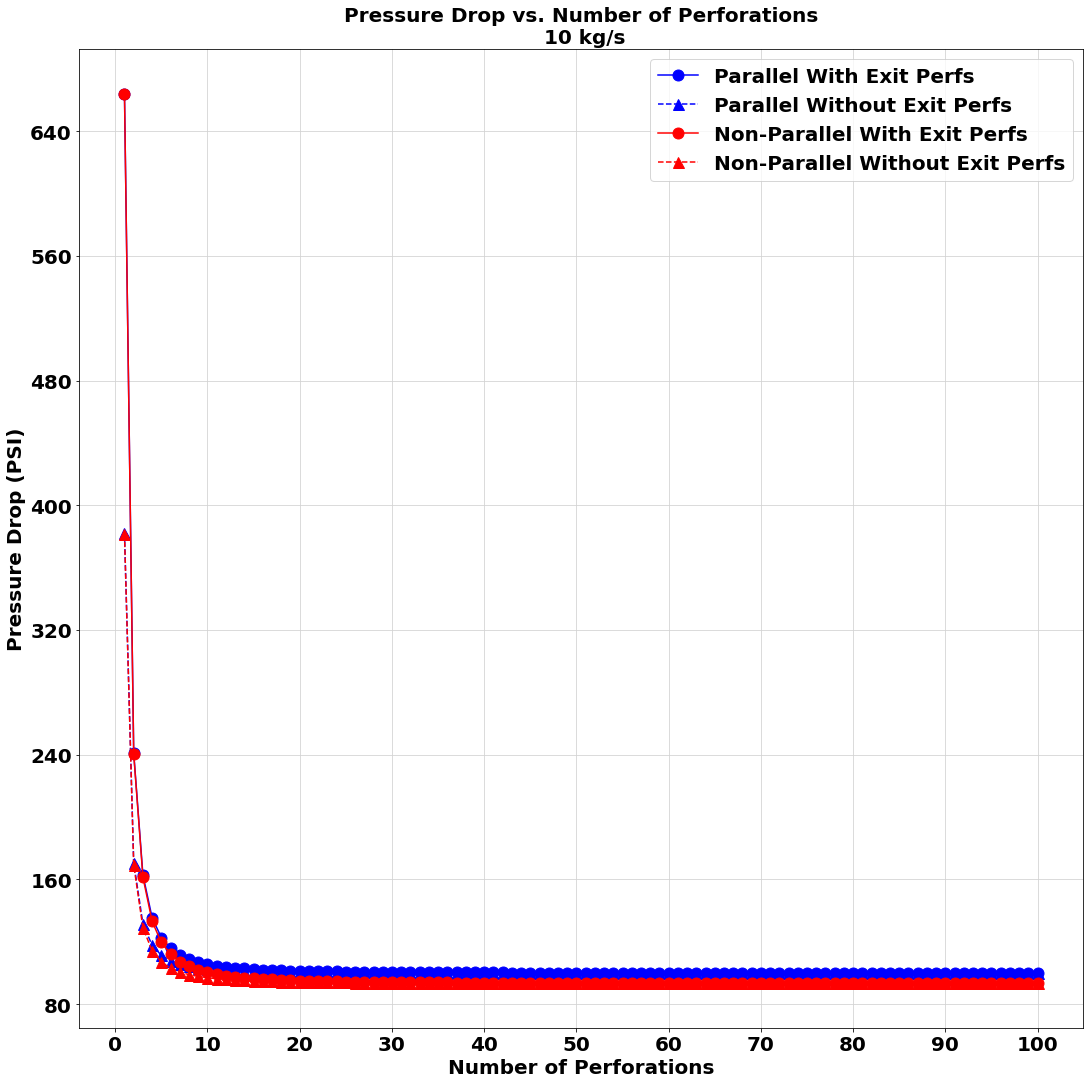 Pressure Drop vs. Number of Perforations
10 kg/s
Parallel With Exit Perfs
Parallel Without Exit Perfs
Non-Parallel With Exit Perfs
Non-Parallel Without Exit Perfs
Pressure Drop (PSI)
640
560
480
400
320
240
160
80
0 10 20 30 40 50 60 70 80 90 100
Number of Perforations